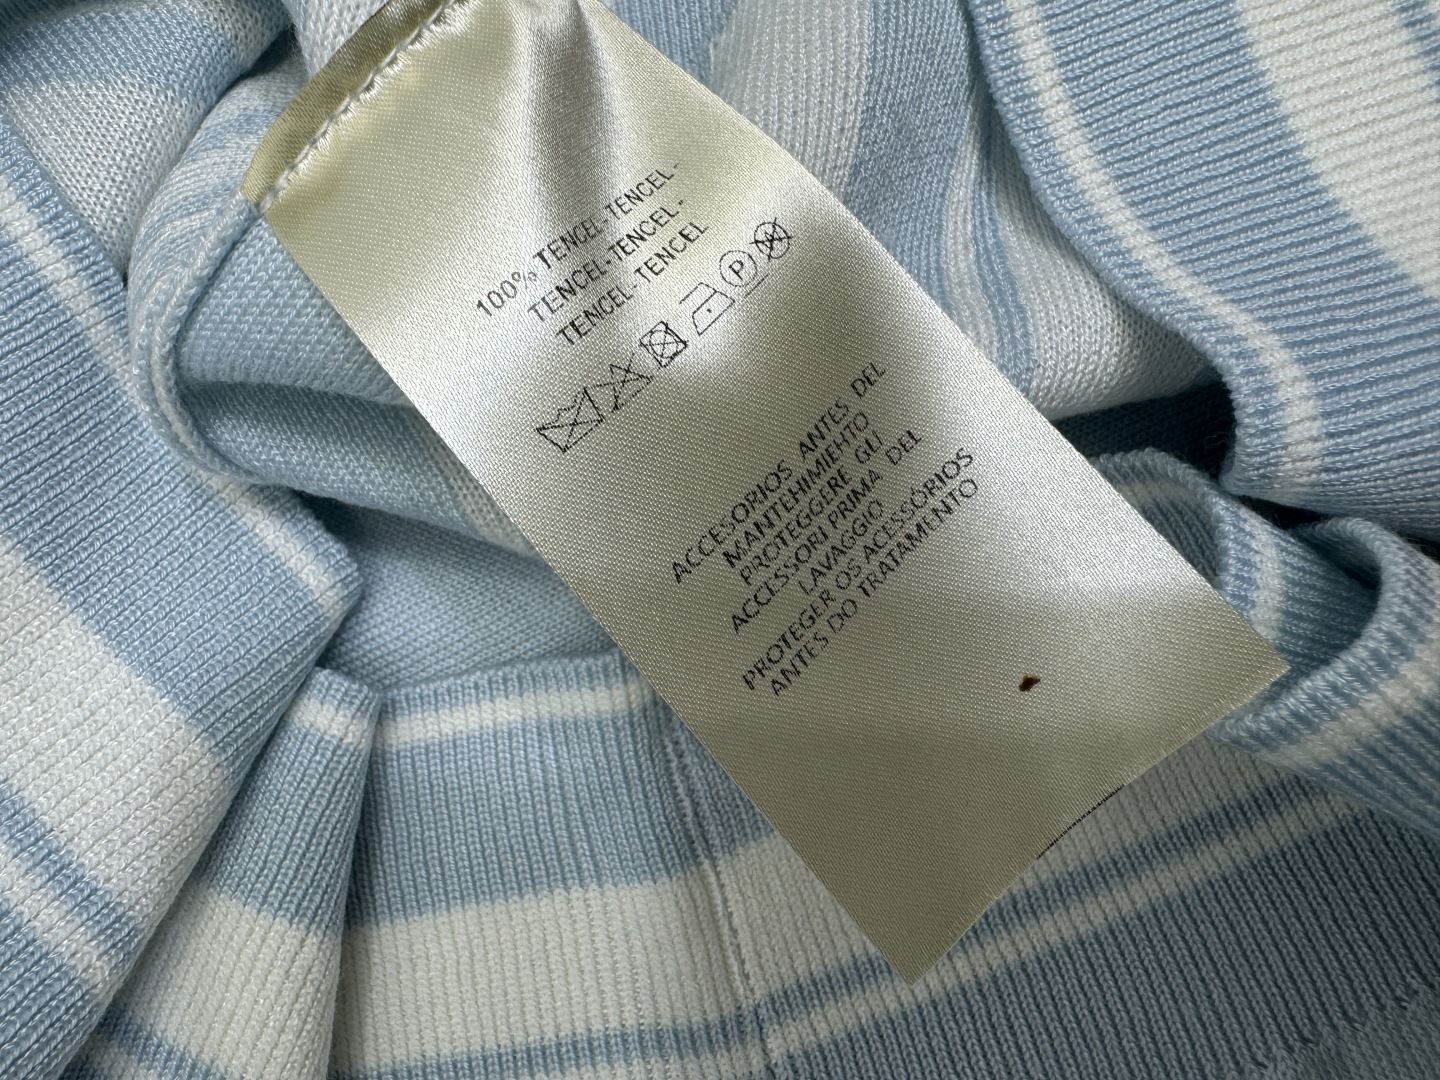 100% TENCEL-TENCEL-
TENCEL-TENCEL-
TENCEL-TENCEL
P
ACCESORIOS ANTES DEL
MANTEHIMIEHTO
PROTEGGERE GLI
ACCESSORI PRIMA DEL
LAVAGGIO
PROTEGER OS ACESSÓRIOS
ANTES DO TRATAMENTO